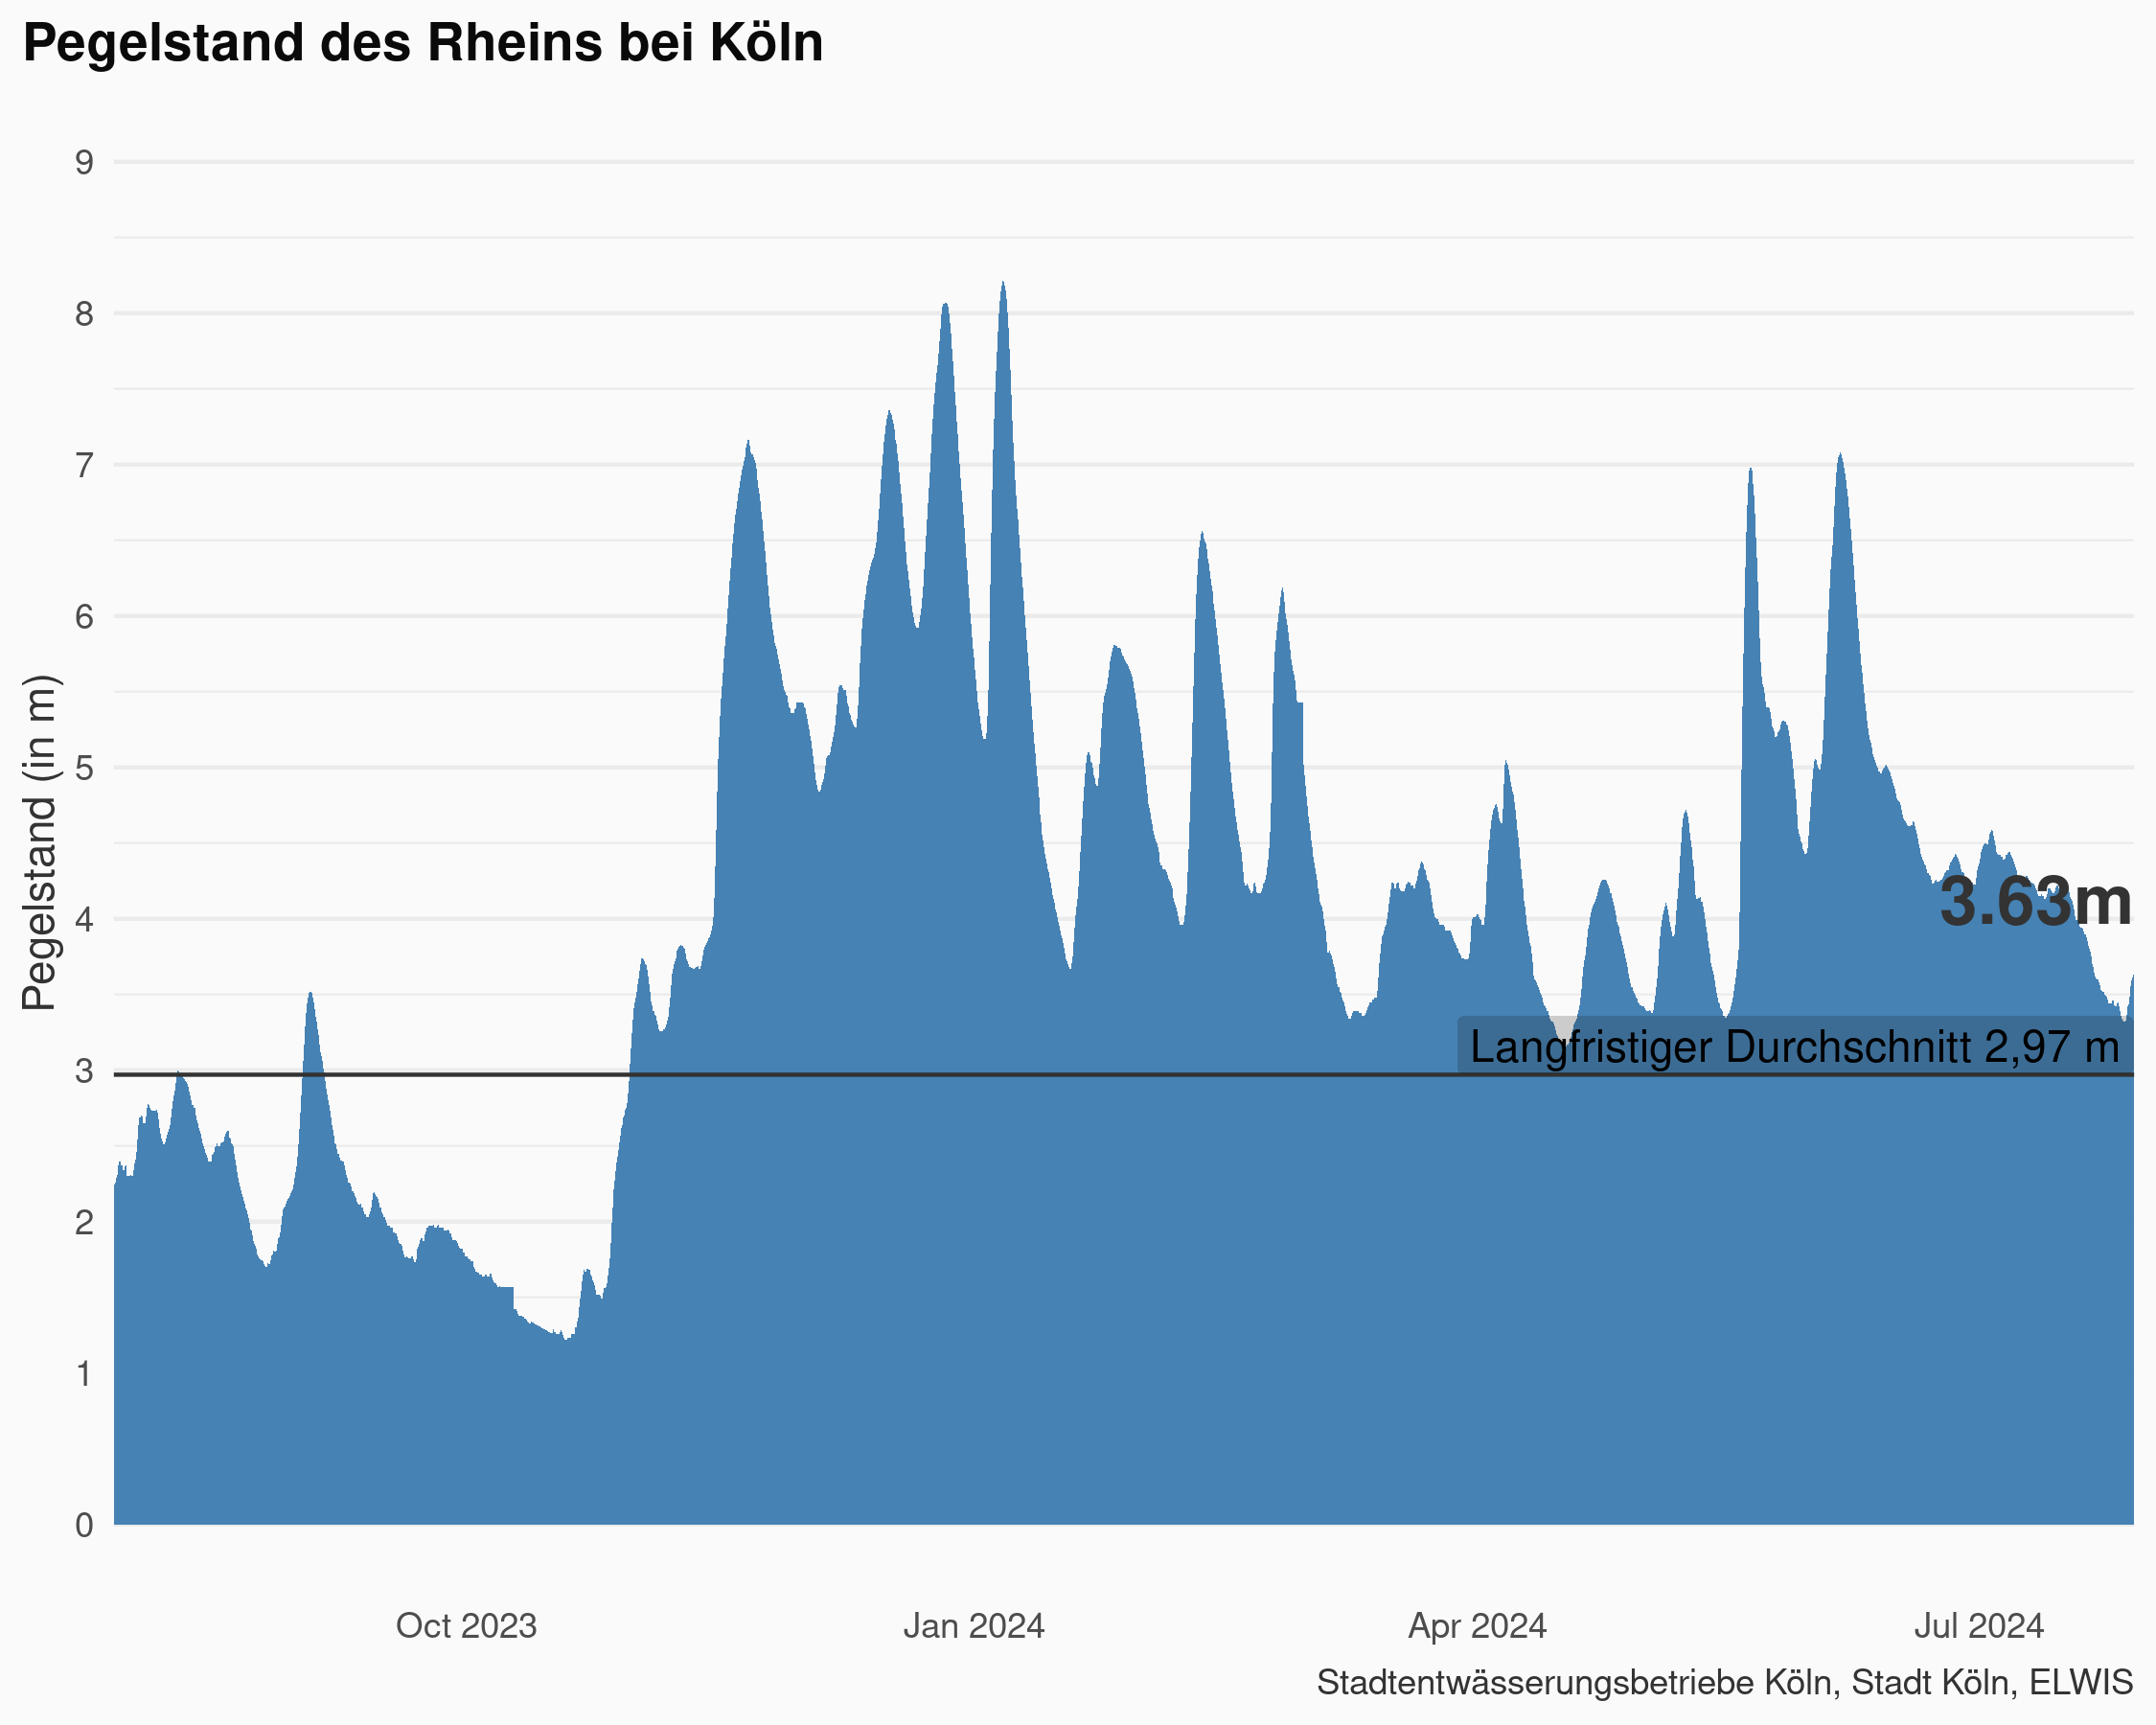 Pegelstand des Rheins bei Köln
Pegelstand (in m)
9
8
7
6
5
4
3
2
1
0
3.63m
Langfristiger Durchschnitt 2,97 m
Oct 2023
Jan 2024
Apr 2024
Jul 2024
Stadtentwässerungsbetriebe Köln, Stadt Köln, ELWIS